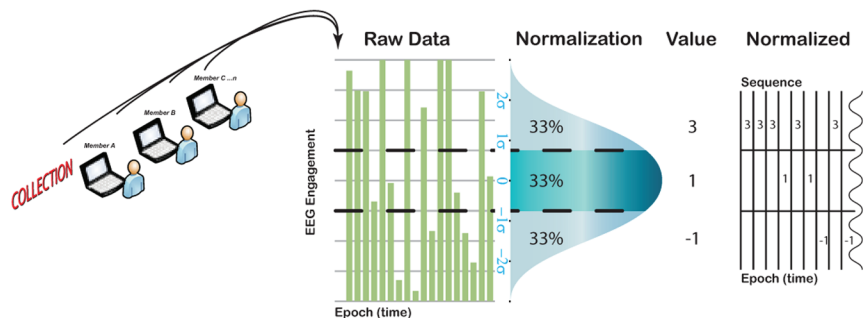 Raw Data
Normalization
Value
Normalized
Member C ...n
Member B
Member A
COLLECTION
EEG Engagement
2σ
1σ
0
−1σ
−2σ
33%
33%
33%
3
1
-1
Sequence
3 3 3 3 3
1 1
-1 -1
Epoch (time)
Epoch (time)